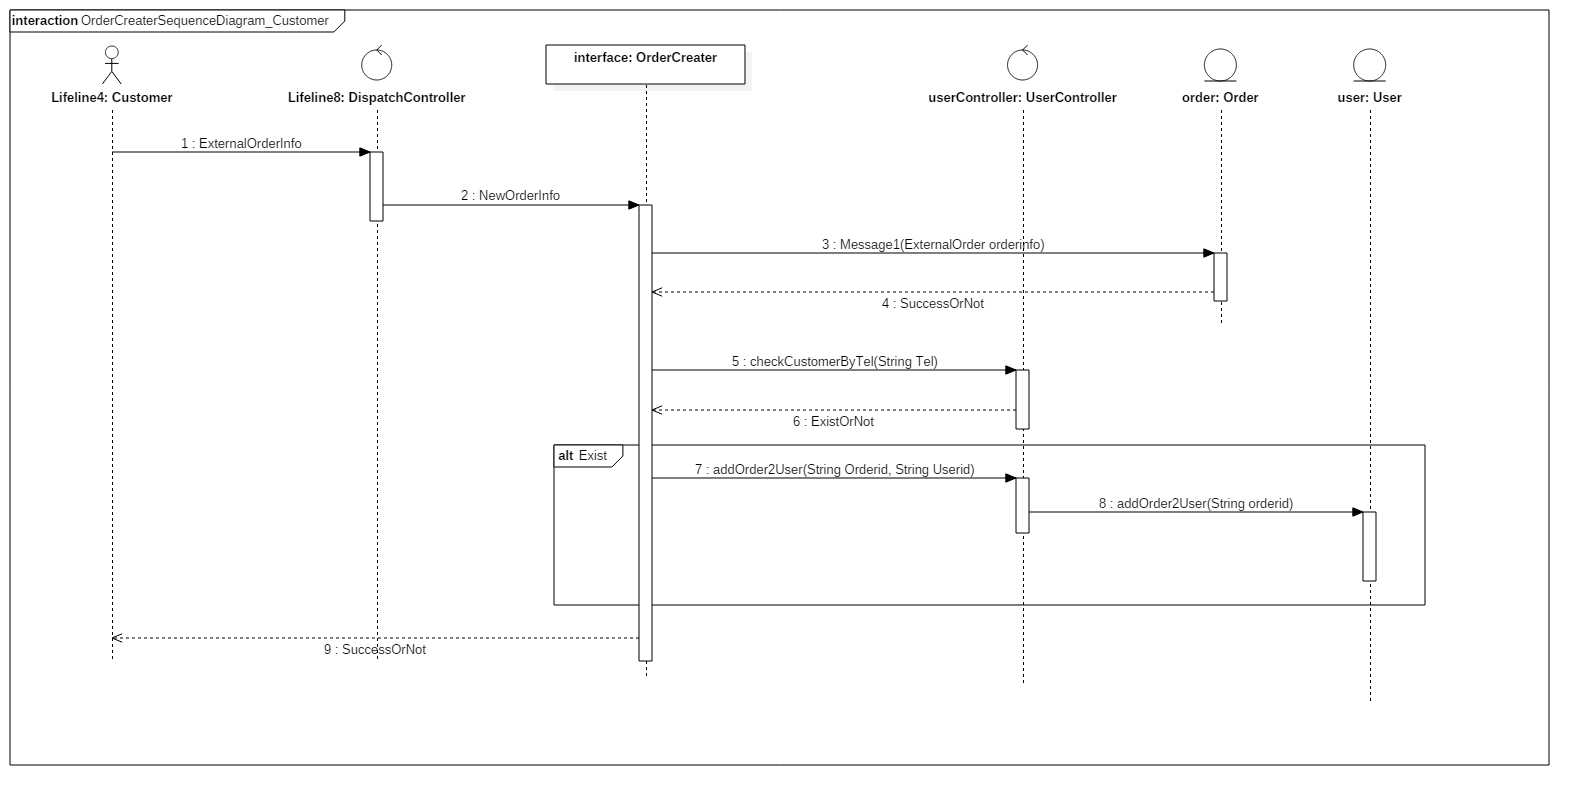 interaction OrderCreaterSequenceDiagram_Customer
interface: OrderCreater
Lifeline4: Customer
Lifeline8: DispatchController
userController: UserController
order: Order
user: User
1 : ExternalOrderInfo
2 : NewOrderInfo
3 : Message1(ExternalOrder orderinfo)
4 : SuccessOrNot
5 : checkCustomerByTel(String Tel)
6 : ExistOrNot
alt Exist
7 : addOrder2User(String Orderid, String Userid)
8 : addOrder2User(String orderid)
9 : SuccessOrNot